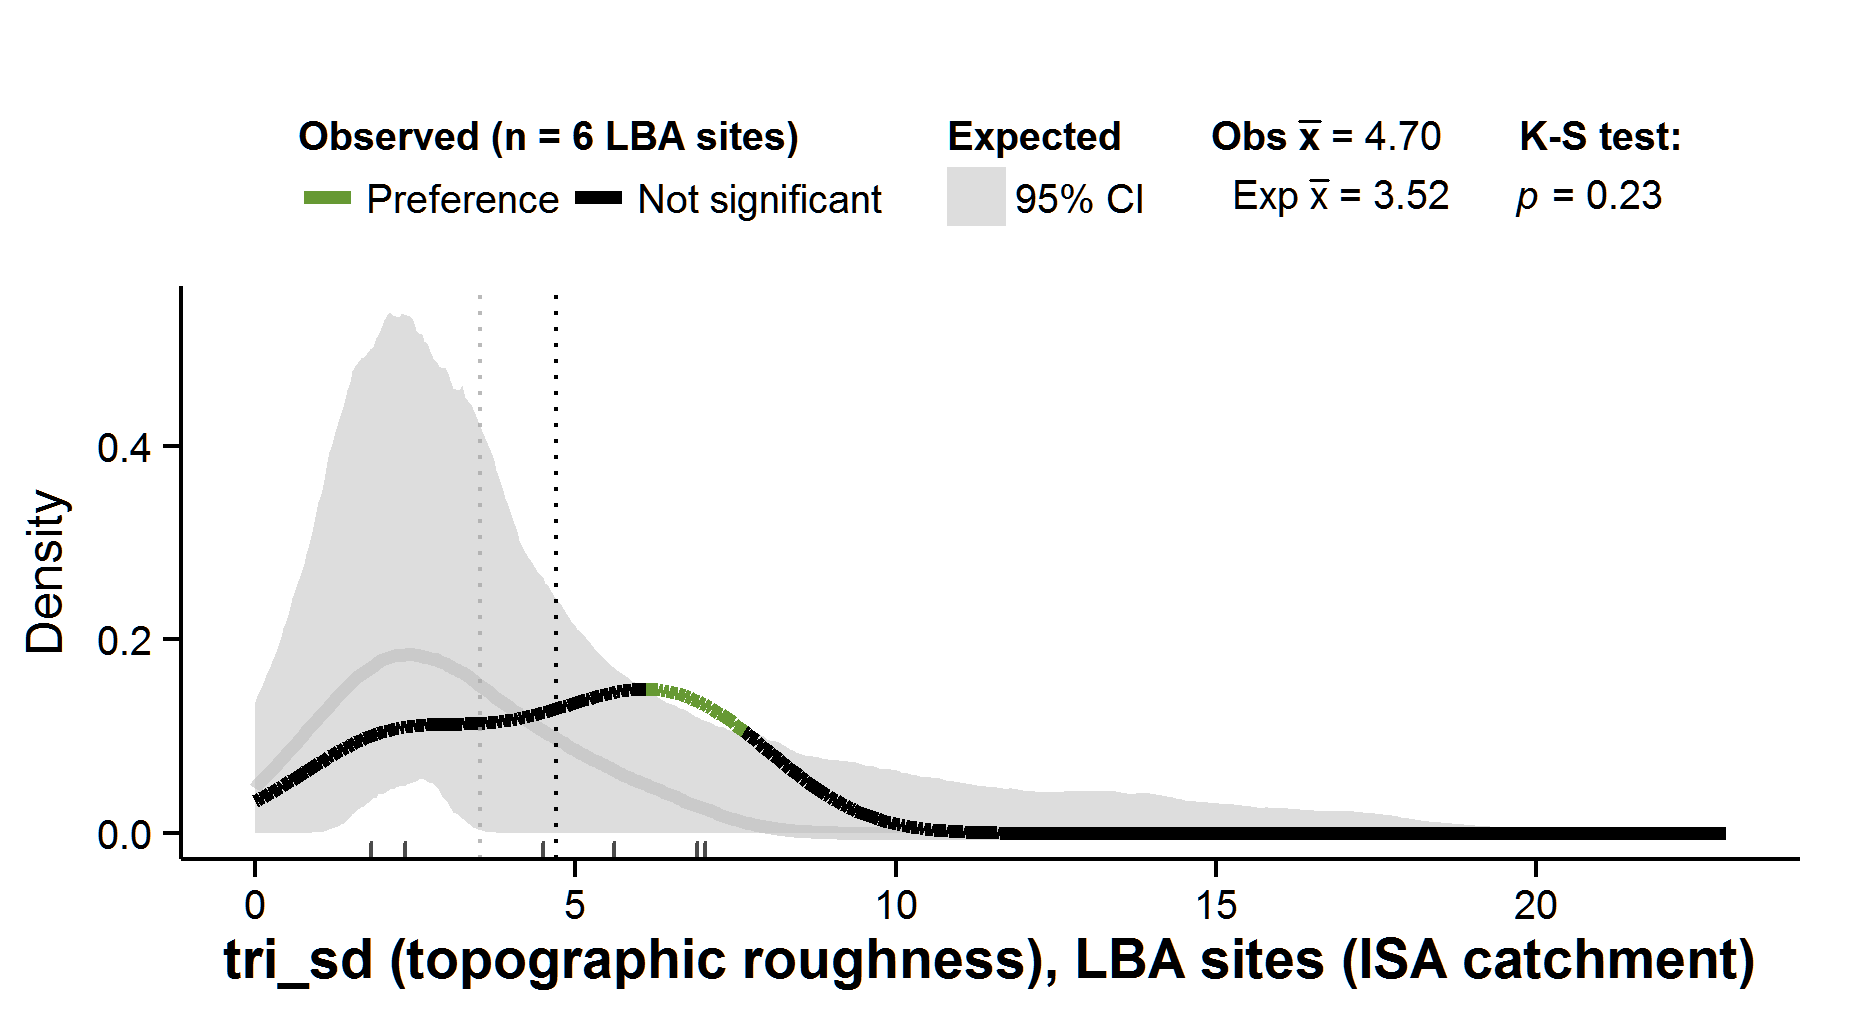 Observed (n = 6 LBA sites) Expected Obs x̅ = 4.70 K-S test:
Preference Not significant 95% CI Exp x̅ = 3.52 p = 0.23
Density
0.4
0.2
0.0
0 5 10 15 20
tri_sd (topographic roughness), LBA sites (ISA catchment)